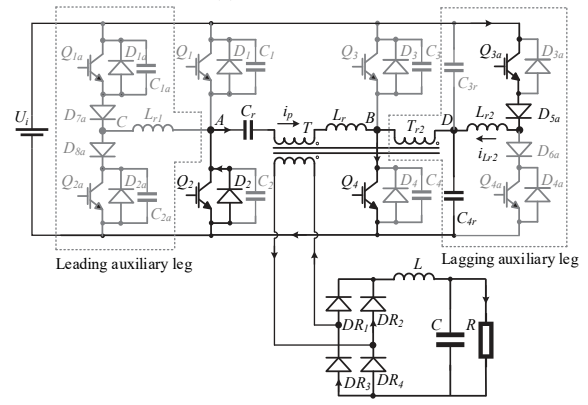 Q1a D1a C1a Q1 D1 C1 Q3 D3 C3 C3r Q3a D3a
Ui D7a C Lr1 A Cr ip T Lr B Tr2 D Lr2 D5a
D8a iLr2 D6a
Q2a D2a C2a Q2 D2 C2 Q4 D4 C4 C4r Q4a D4a
Leading auxiliary leg
Lagging auxiliary leg
L
DR1 DR2 C R
DR3 DR4